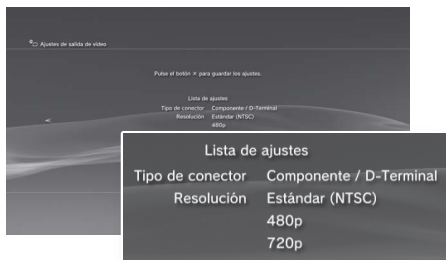 Ajustes de salida de vídeo
Pulse el botón × para guardar los ajustes.
Lista de ajustes
Tipo de conector Componente / D-Terminal
Resolución Estándar (NTSC)
480p
Lista de ajustes
Tipo de conector Componente / D-Terminal
Resolución Estándar (NTSC)
480p
720p